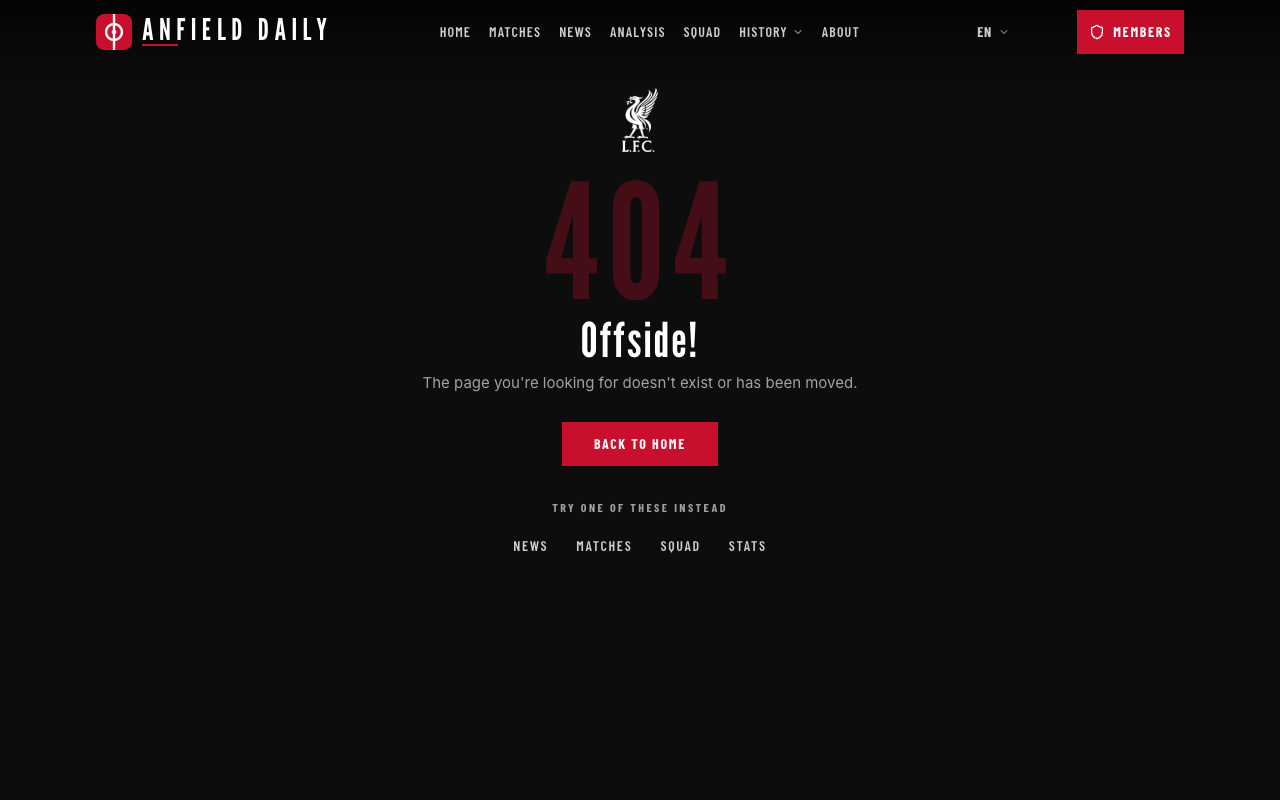 ANFIELD DAILY
HOME MATCHES NEWS ANALYSIS SQUAD HISTORY ABOUT
EN
MEMBERS
L.F.C.
404
Offside!
The page you're looking for doesn't exist or has been moved.
BACK TO HOME
TRY ONE OF THESE INSTEAD
NEWS MATCHES SQUAD STATS